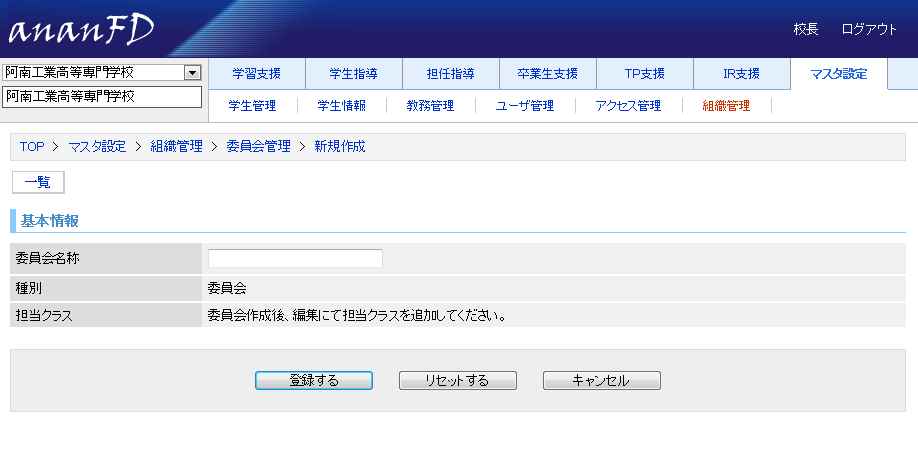 ananFD
校長 ログアウト
阿南工業高等専門学校
阿南工業高等専門学校
学習支援 学生指導 担任指導 卒業生支援 TP支援 IR支援 マスタ設定
学生管理 学生情報 教務管理 ユーザ管理 アクセス管理 組織管理
TOP > マスタ設定 > 組織管理 > 委員会管理 > 新規作成
一覧
基本情報
委員会名称
種別 委員会
担当クラス 委員会作成後、編集にて担当クラスを追加してください。
登録する リセットする キャンセル